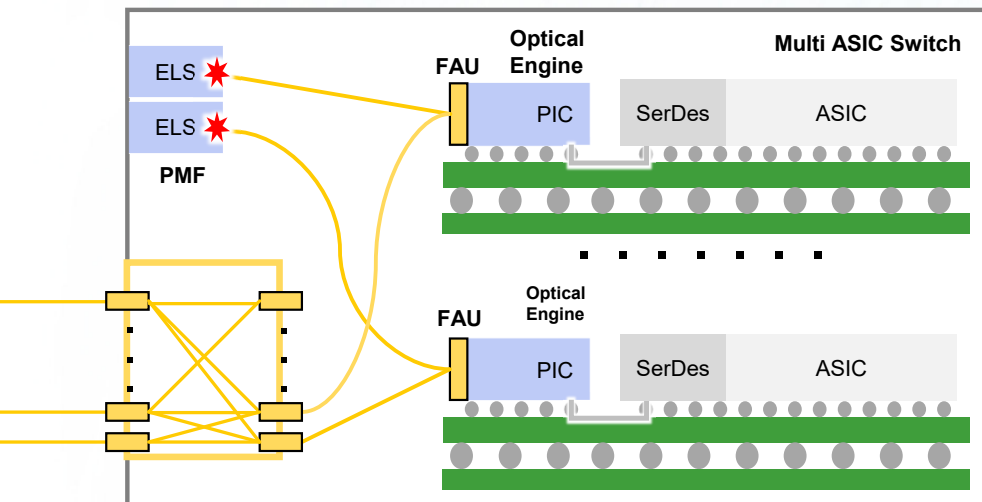 Multi ASIC Switch
Optical
Engine
FAU
ELS
PIC
SerDes
ASIC
ELS
PMF
Optical
Engine
FAU
PIC
SerDes
ASIC